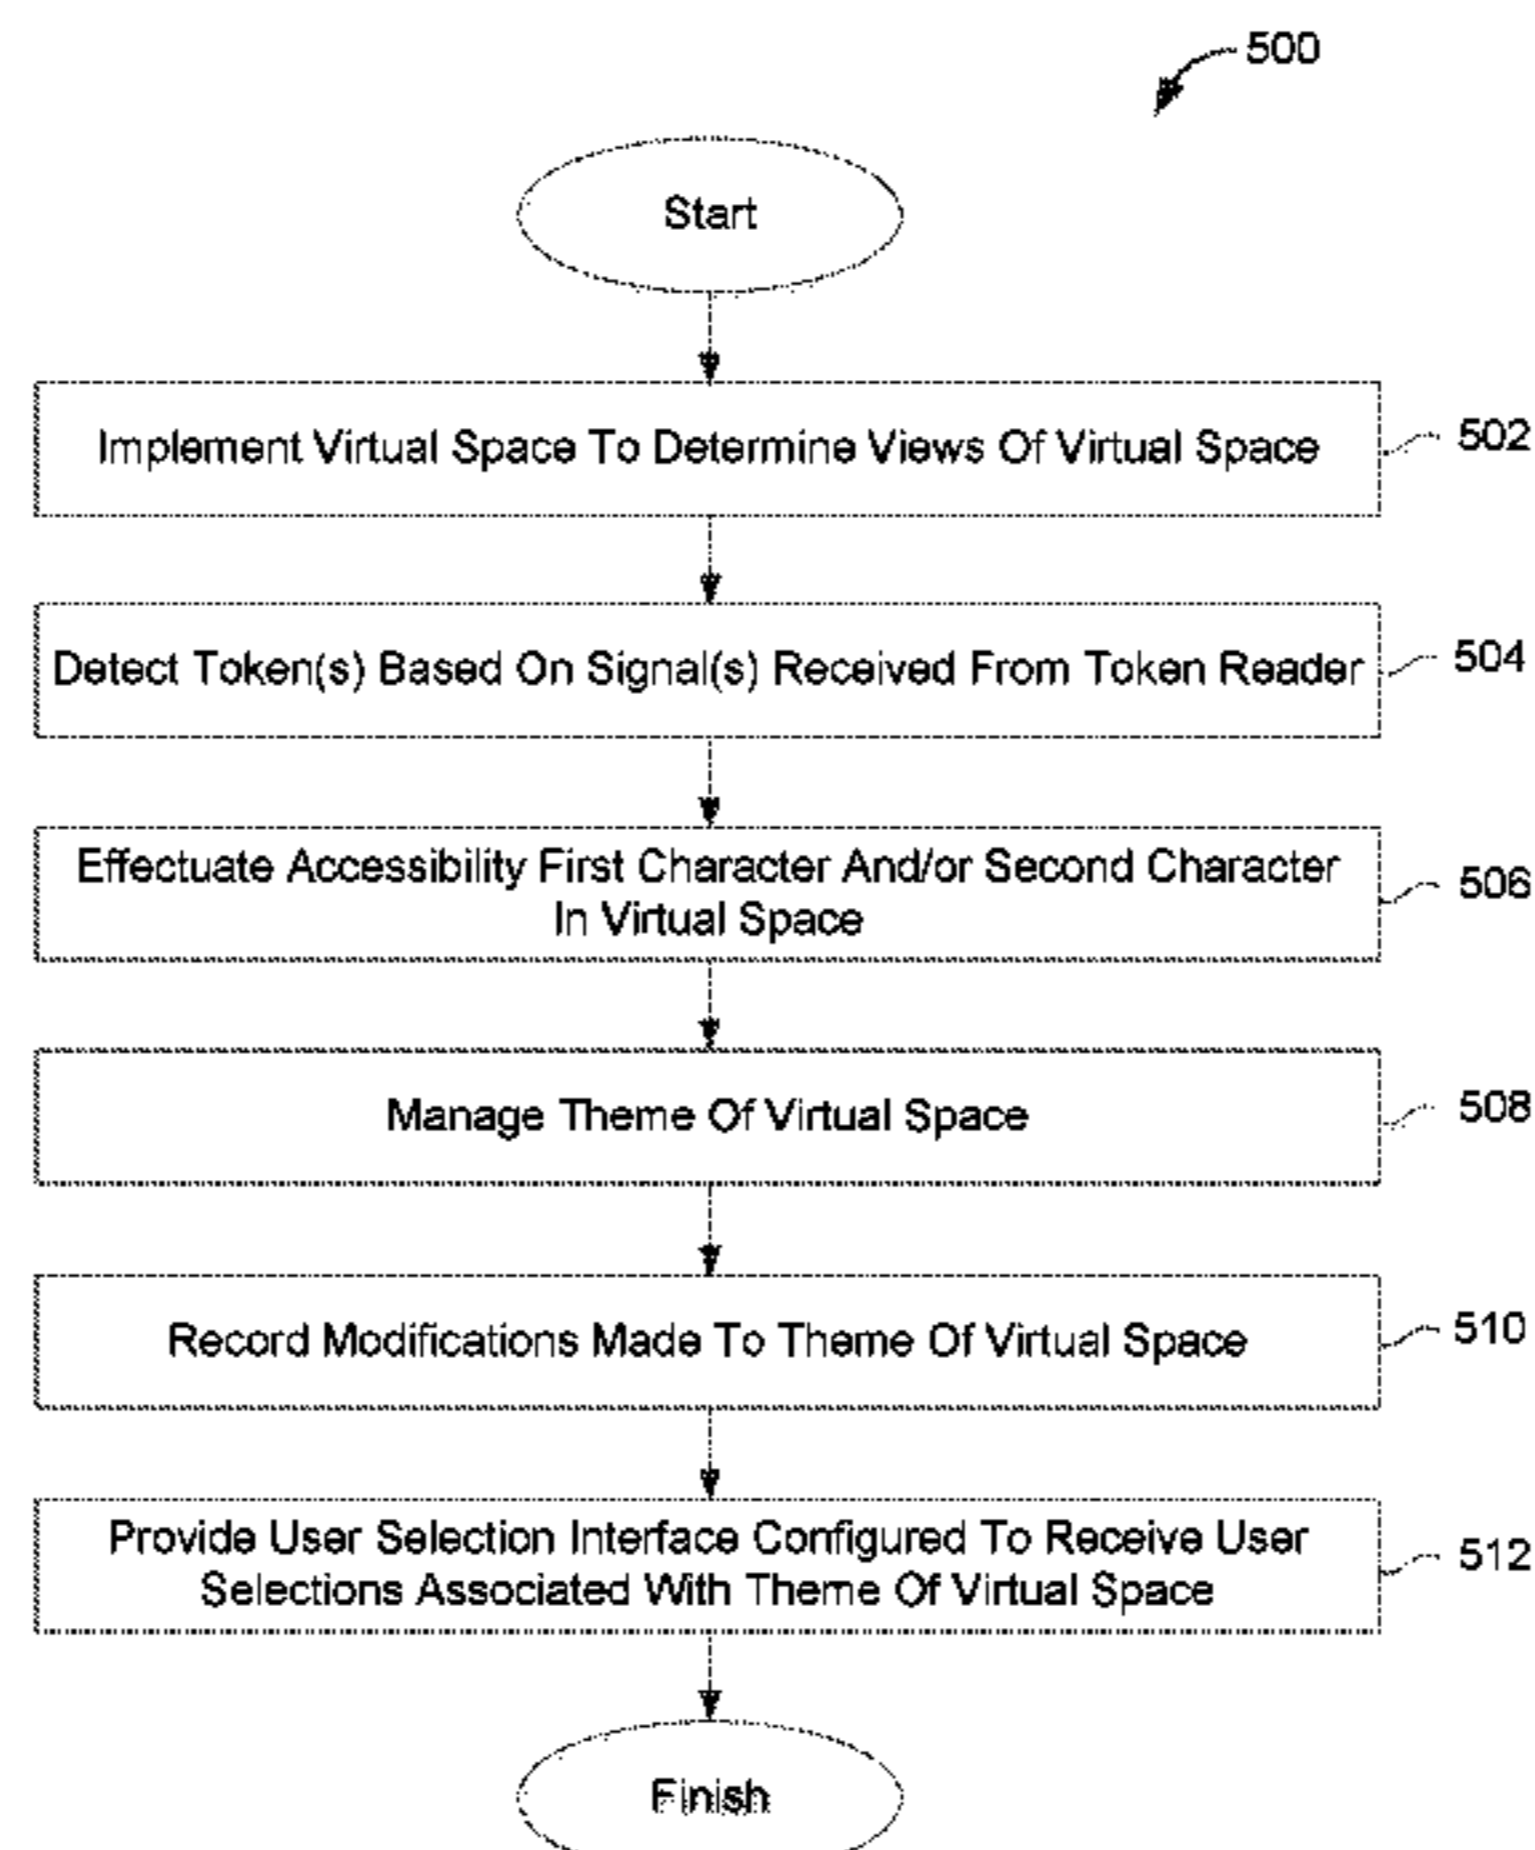 500
Start
Implement Virtual Space To Determine Views Of Virtual Space
502
Detect Token(s) Based On Signal(s) Received From Token Reader
504
Effectuate Accessibility First Character And/or Second Character
In Virtual Space
506
Manage Theme Of Virtual Space
508
Record Modifications Made To Theme Of Virtual Space
510
Provide User Selection Interface Configured To Receive User
Selections Associated With Theme Of Virtual Space
512
Finish